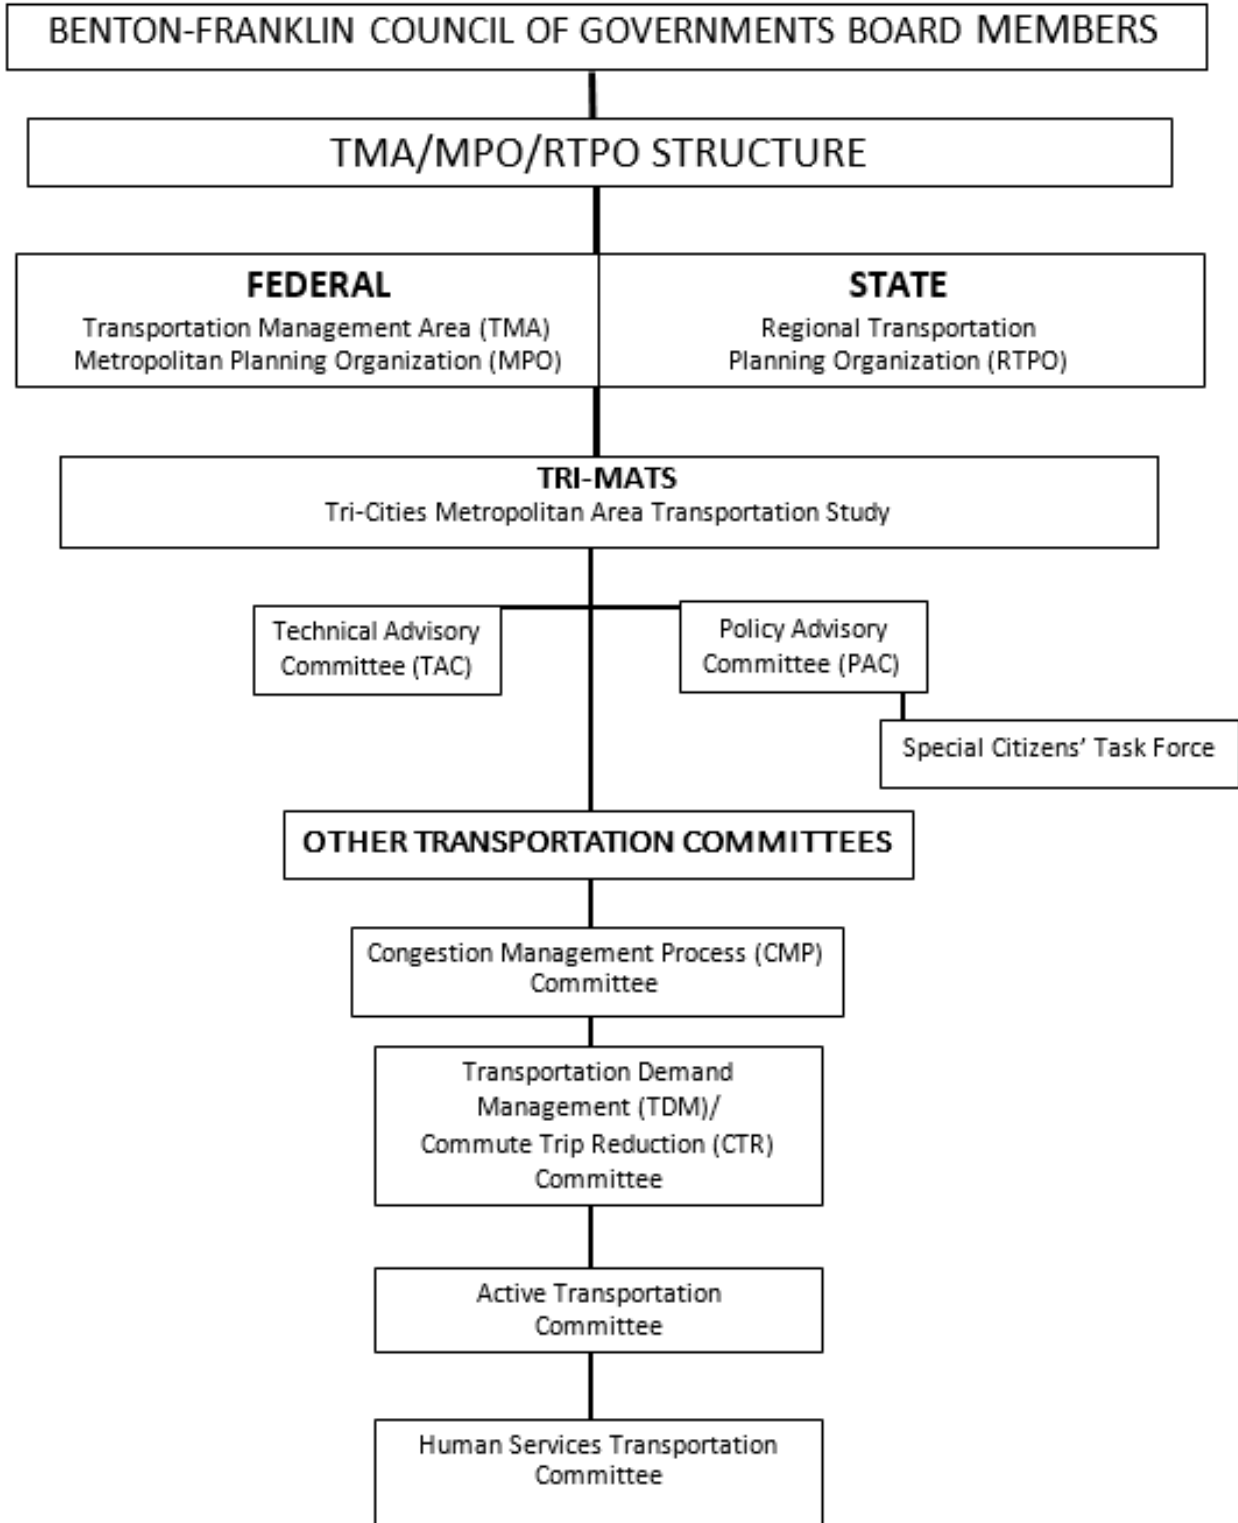 BENTON-FRANKLIN COUNCIL OF GOVERNMENTS BOARD MEMBERS
TMA/MPO/RTPO STRUCTURE
FEDERAL
Transportation Management Area (TMA)
Metropolitan Planning Organization (MPO)
STATE
Regional Transportation
Planning Organization (RTPO)
TRI-MATS
Tri-Cities Metropolitan Area Transportation Study
Technical Advisory
Committee (TAC)
Policy Advisory
Committee (PAC)
Special Citizens’ Task Force
OTHER TRANSPORTATION COMMITTEES
Congestion Management Process (CMP)
Committee
Transportation Demand
Management (TDM)/
Commute Trip Reduction (CTR)
Committee
Active Transportation
Committee
Human Services Transportation
Committee